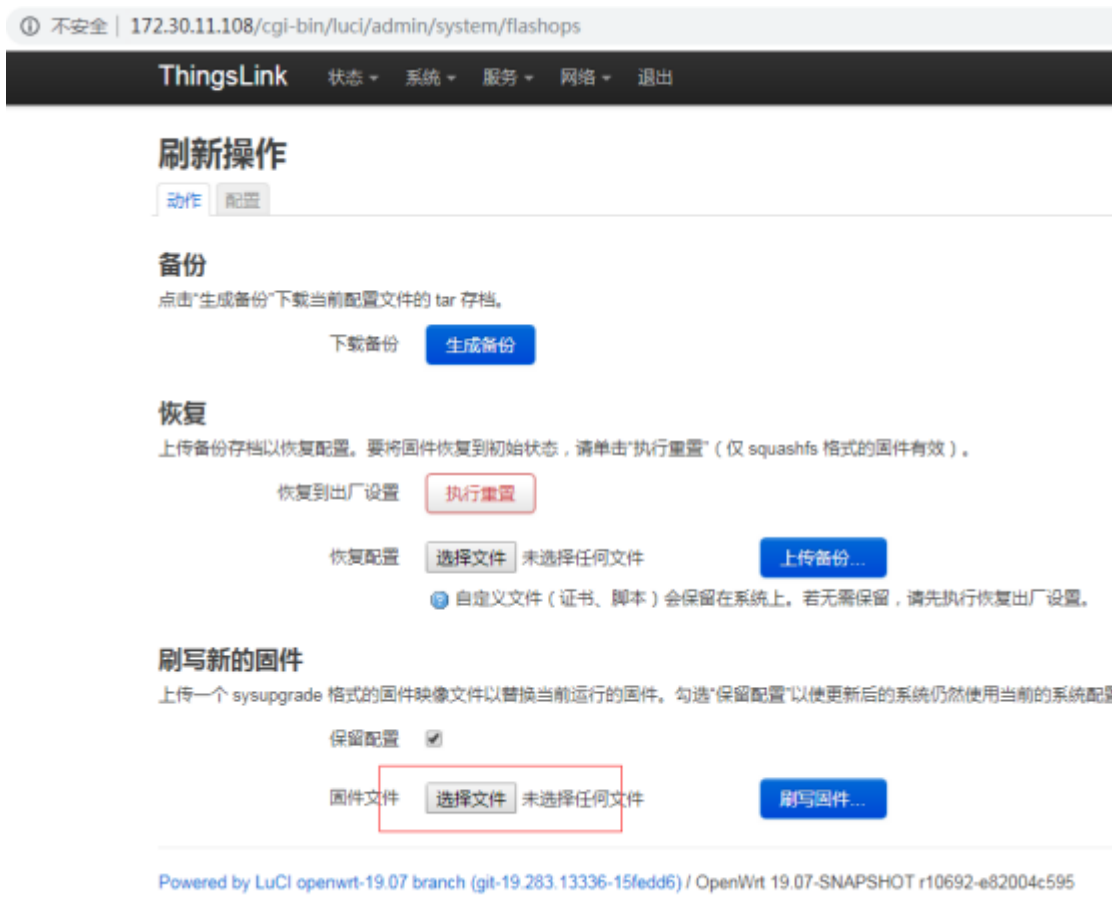 不安全 | 172.30.11.108/cgi-bin/luci/admin/system/flashops
ThingsLink 状态 系统 服务 网络 退出
刷新操作
动作 配置
备份
点击“生成备份”下载当前配置文件的 tar 存档。
下载备份 生成备份
恢复
上传备份存档以恢复配置。要将固件恢复到初始状态，请单击“执行重置”（仅 squashfs 格式的固件有效）。
恢复到出厂设置 执行重置
恢复配置 选择文件 未选择任何文件 上传备份...
自定义文件（证书、脚本）会保留在系统上。若无需保留，请先执行恢复出厂设置。
刷写新的固件
上传一个 sysupgrade 格式的固件映像文件以替换当前运行的固件。勾选“保留配置”以使更新后的系统仍然使用当前的系统配置
保留配置
固件文件 选择文件 未选择任何文件 刷写固件...
Powered by LuCI openwrt-19.07 branch (git-19.283.13336-15fedd6) / OpenWrt 19.07-SNAPSHOT r10692-e82004c595